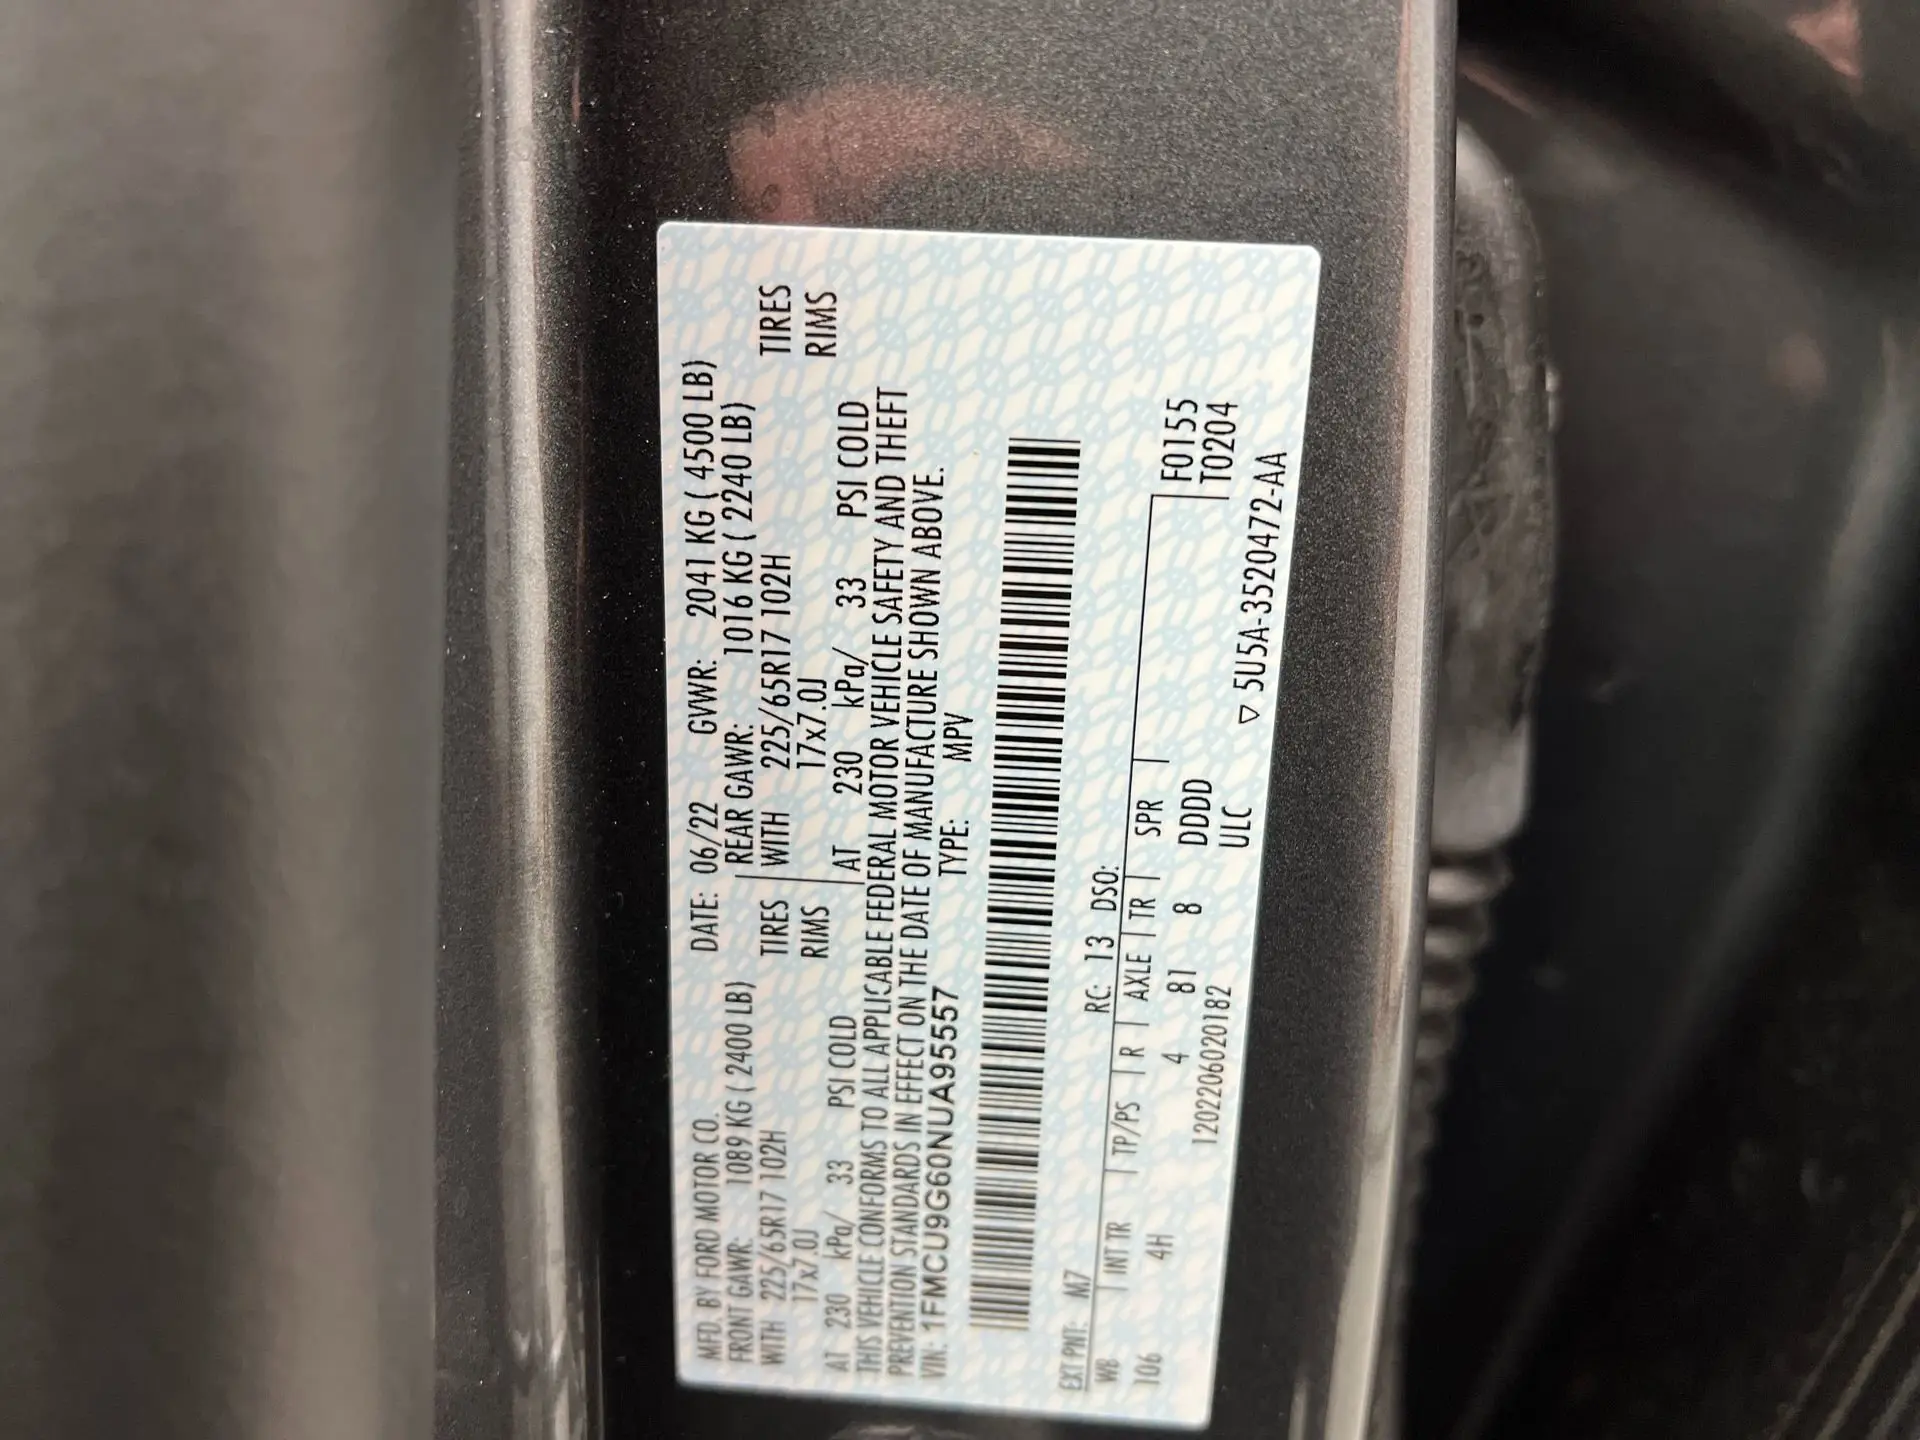 MFD. BY FORD MOTOR CO.
DATE: 06/22 GVWR: 2041 KG ( 4500 LB)
FRONT GAWR: 1089 KG ( 2400 LB) REAR GAWR: 1016 KG ( 2240 LB)
WITH 225/65R17 102H TIRES WITH 225/65R17 102H TIRES
17x7.0J RIMS 17x7.0J RIMS
AT 230 kPa/ 33 PSI COLD AT 230 kPa/ 33 PSI COLD
THIS VEHICLE CONFORMS TO ALL APPLICABLE FEDERAL MOTOR VEHICLE SAFETY AND THEFT
PREVENTION STANDARDS IN EFFECT ON THE DATE OF MANUFACTURE SHOWN ABOVE.
VIN: 1FMCU9G60NUA95557 TYPE: MPV
EXT PNT: M7 RC: 13 DSO:
WB INT TR TP/PS R AXLE TR SPR
F0155
106 4H 4 81 8 DDDD
T0204
1202206020182 ULC
▽ 5U5A-3520472-AA